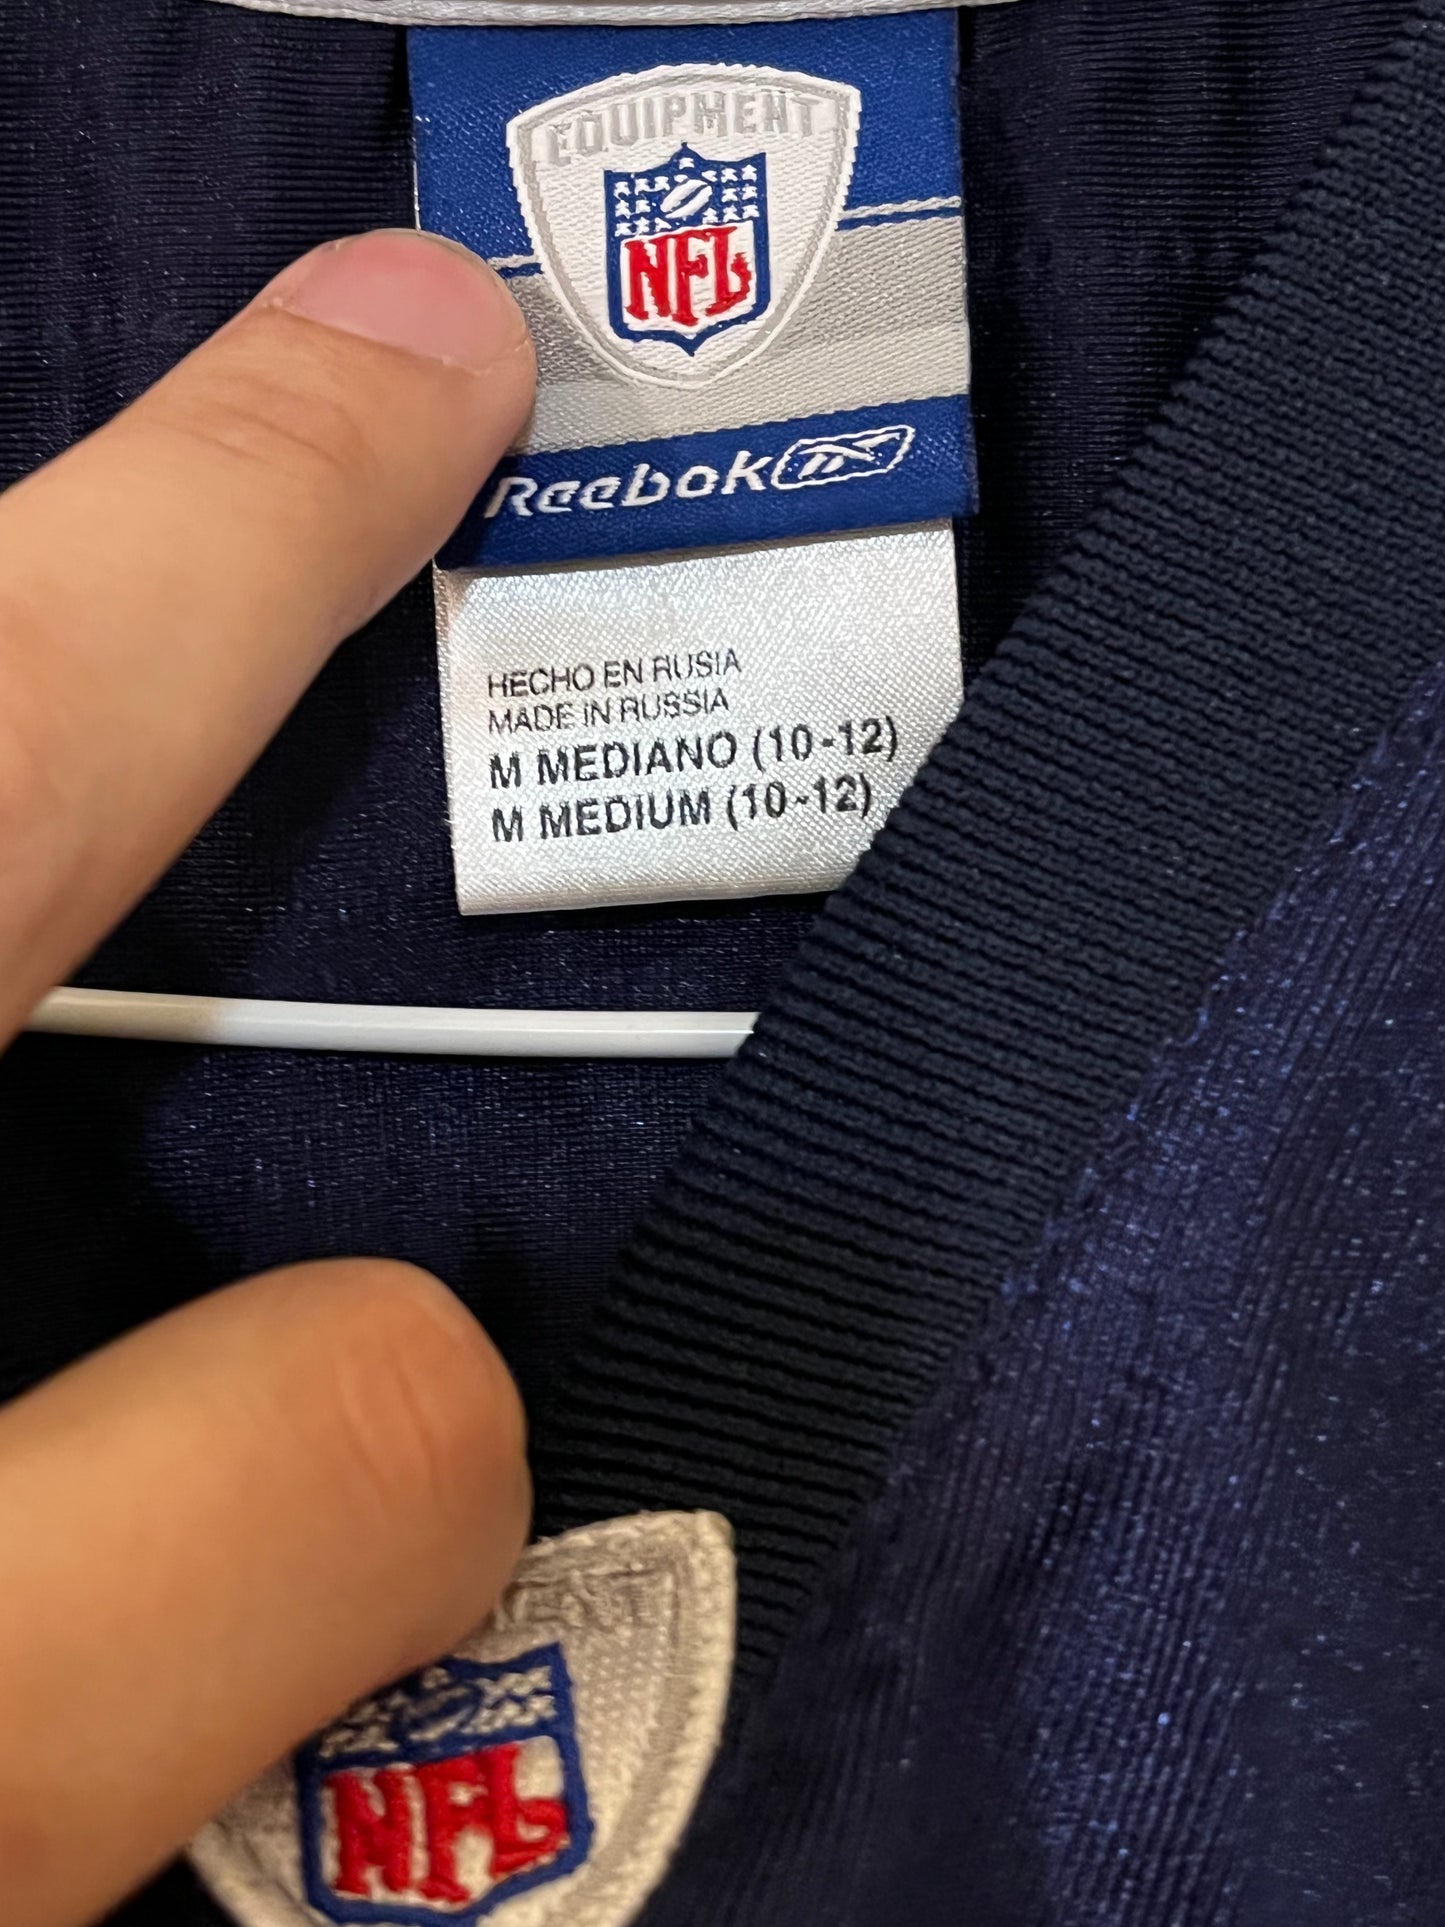 EQUIPMENT
NFL
Reebok
HECHO EN RUSIA
MADE IN RUSSIA
M MEDIANO (10-12)
M MEDIUM (10-12)
NFL